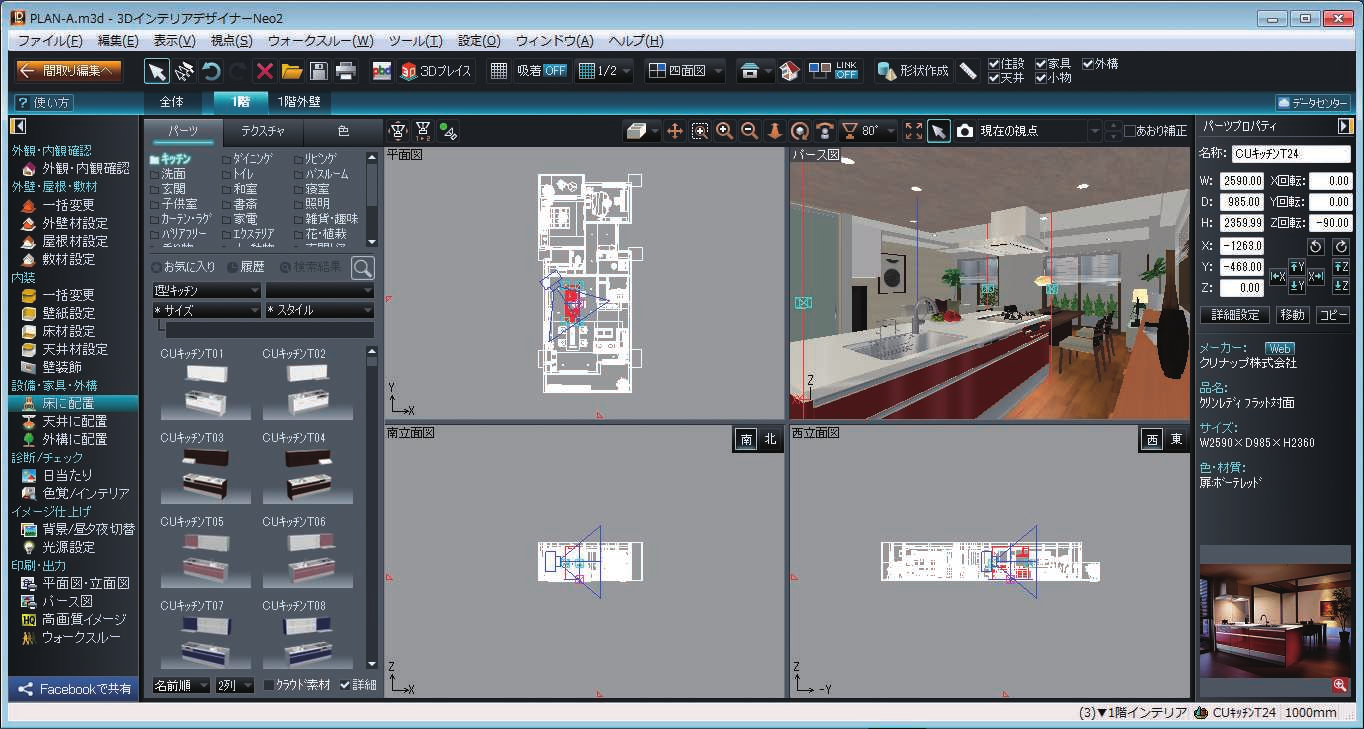 PLAN-A.m3d - 3DインテリアデザイナーNeo2
ファイル(F) 編集(E) 表示(V) 視点(S) ウォークスルー(W) ツール(T) 設定(O) ウィンドウ(A) ヘルプ(H)
間取り編集へ abc 3Dプレイス 吸着 OFF 1/2 四面図 LINK OFF 形状作成 住設 家具 外構
天井 小物
? 使い方 全体 1階 1階外壁 データセンター
外観・内観確認
外観・内観確認
外壁・屋根・敷材
一括変更
外壁材設定
屋根材設定
敷材設定
内装
一括変更
壁紙設定
床材設定
天井材設定
壁装飾
設備・家具・外構
床に配置
天井に配置
外構に配置
診断/チェック
日当たり
色覚/インテリア
イメージ仕上げ
背景/昼夕夜切替
光源設定
印刷・出力
平面図・立面図
パース図
HQ 高画質イメージ
ウォークスルー
Facebookで共有
パーツ テクスチャ 色
キッチン ダイニング リビング
洗面 トイレ バスルーム
玄関 和室 寝室
子供室 書斎 照明
カーテン・ラグ 家電 雑貨・趣味
バリアフリー エクステリア 花・植栽
お気に入り 履歴 検索結果
I型キッチン
* サイズ * スタイル
CUキッチンT01 CUキッチンT02
CUキッチンT03 CUキッチンT04
CUキッチンT05 CUキッチンT06
CUキッチンT07 CUキッチンT08
名前順 2列 クラウド素材 詳細
1+2 80° 現在の視点 あおり補正
平面図
Y
X
パース図
Z
南立面図 南 北
Z
X
西立面図 西 東
Z
-Y
パーツプロパティ
名称: CUキッチンT24
W: 2590.00 X回転: 0.00
D: 985.00 Y回転: 0.00
H: 2359.99 Z回転: -90.00
X: -1263.0
Y: -468.00 X Y X Z
Z: 0.00 Y Z
詳細設定 移動 コピー
メーカー: Web
クリナップ株式会社
品名:
クリンレディ フラット対面
サイズ:
W2590×D985×H2360
色・材質:
扉:ボーテレッド
(3)▼1階インテリア CUキッチンT24 1000mm